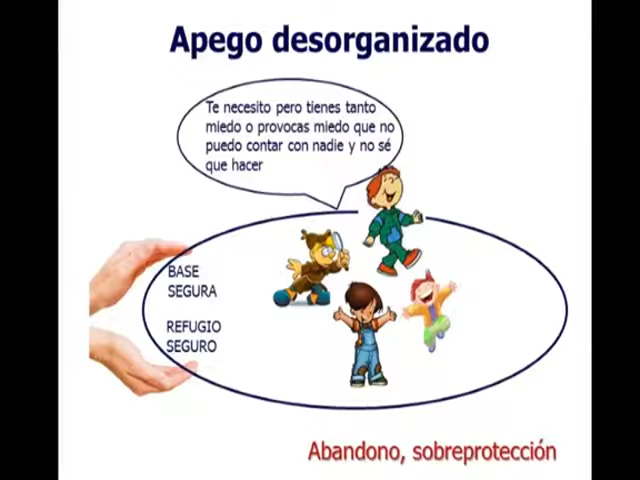 Apego desorganizado
Te necesito pero tienes tanto
miedo o provocas miedo que no
puedo contar con nadie y no sé
que hacer
BASE
SEGURA
REFUGIO
SEGURO
Abandono, sobreprotección